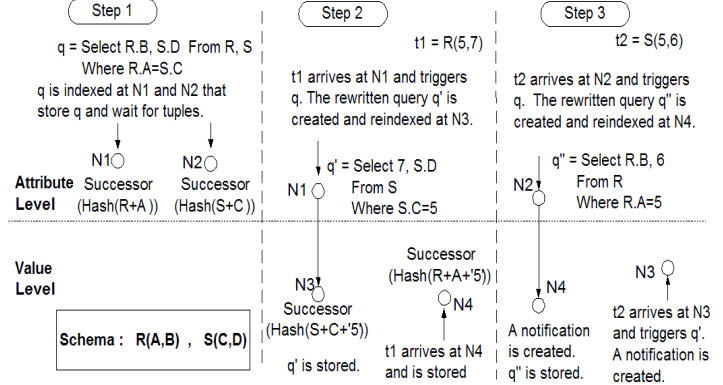 Step 1
q = Select R.B, S.D From R, S
Where R.A=S.C
q is indexed at N1 and N2 that
store q and wait for tuples.
N1
N2
Attribute
Level
Successor
(Hash(R+A ))
Successor
(Hash(S+C ))
Value
Level
Schema : R(A,B) , S(C,D)
Step 2
t1 = R(5,7)
t1 arrives at N1 and triggers
q. The rewritten query q' is
created and reindexed at N3.
N1
q' = Select 7, S.D
From S
Where S.C=5
N3
Successor
(Hash(S+C+'5'))
q' is stored.
Successor
(Hash(R+A+'5'))
N4
t1 arrives at N4
and is stored
Step 3
t2 = S(5,6)
t2 arrives at N2 and triggers
q. The rewritten query q" is
created and reindexed at N4.
N2
q" = Select R.B, 6
From R
Where R.A=5
N4
A notification
is created.
q" is stored.
N3
t2 arrives at N3
and triggers q'.
A notification is
created.